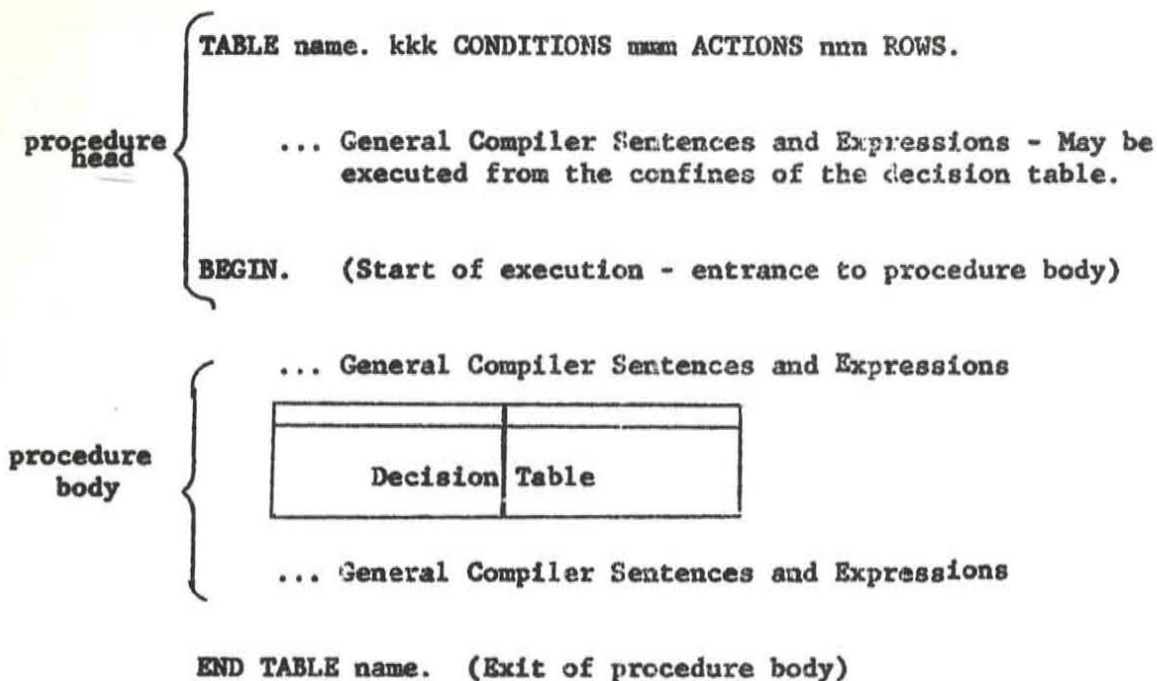 TABLE name. kkk CONDITIONS mmm ACTIONS nnn ROWS.
procedure
head
... General Compiler Sentences and Expressions - May be
executed from the confines of the decision table.
BEGIN. (Start of execution - entrance to procedure body)
procedure
body
... General Compiler Sentences and Expressions
Decision Table
... General Compiler Sentences and Expressions
END TABLE name. (Exit of procedure body)